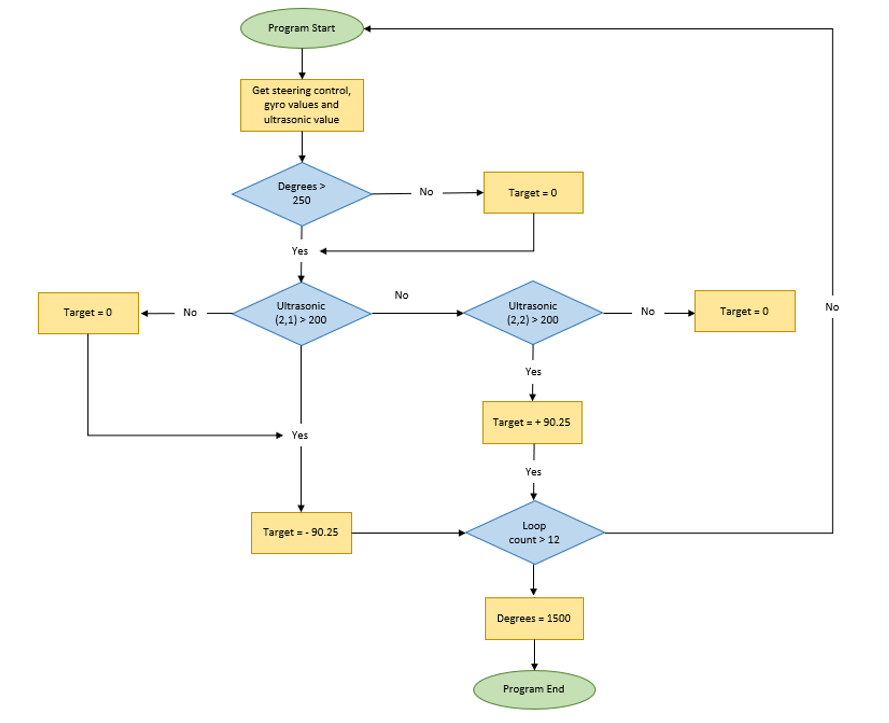 Program Start
Get steering control,
gyro values and
ultrasonic value
Degrees >
250
No
Target = 0
Yes
Target = 0
No
Ultrasonic
(2,1) > 200
No
Ultrasonic
(2,2) > 200
No
Target = 0
No
Yes
Target = + 90.25
Yes
Yes
Target = - 90.25
Loop
count > 12
Degrees = 1500
Program End